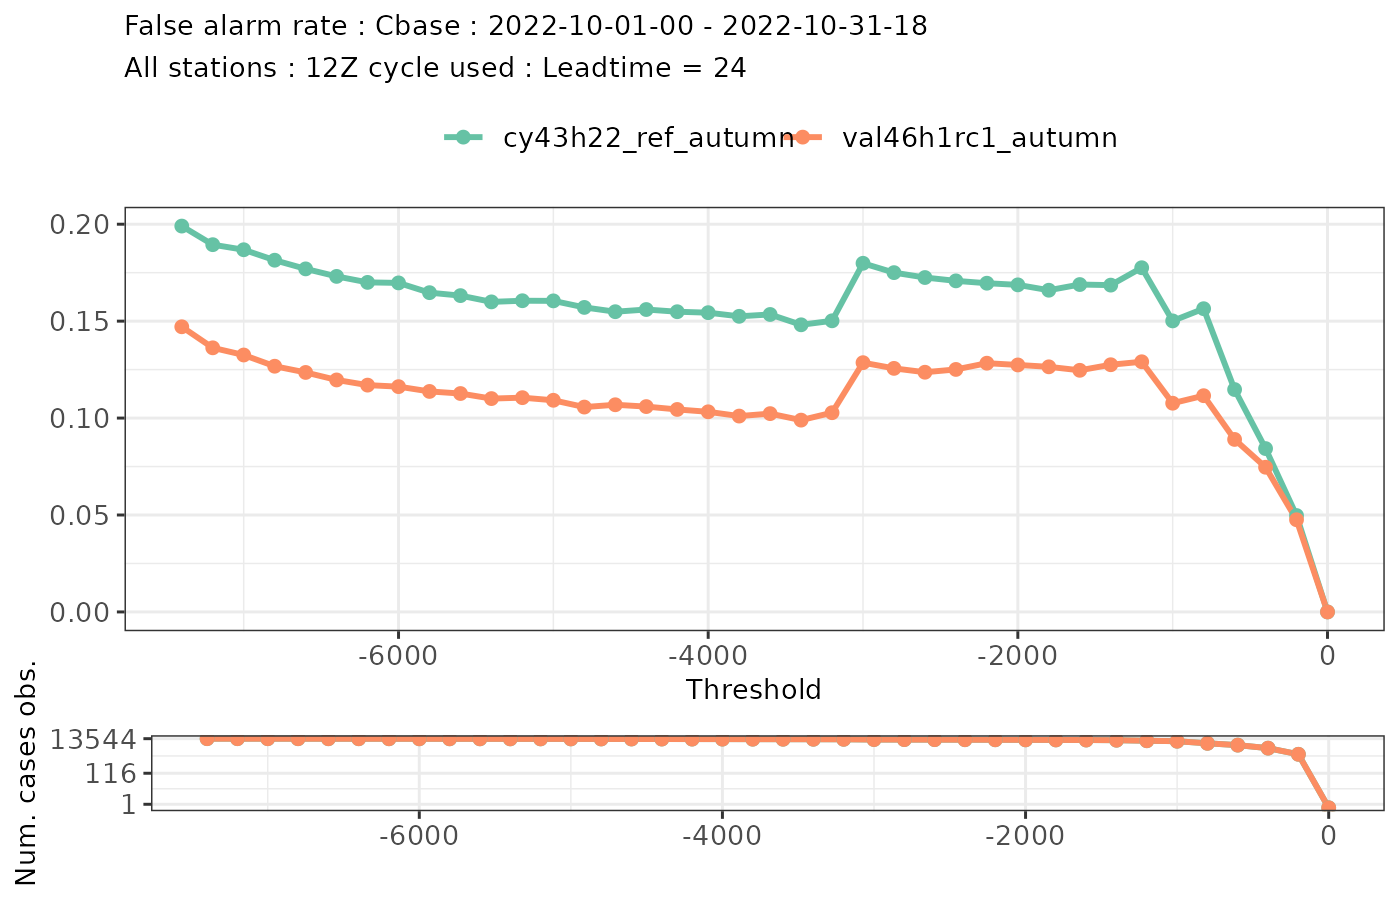 False alarm rate : Cbase : 2022-10-01-00 - 2022-10-31-18
All stations : 12Z cycle used : Leadtime = 24
cy43h22_ref_autumn val46h1rc1_autumn
0.20
0.15
0.10
0.05
0.00
-6000 -4000 -2000 0
Threshold
Num. cases obs.
13544
116
1
-6000 -4000 -2000 0